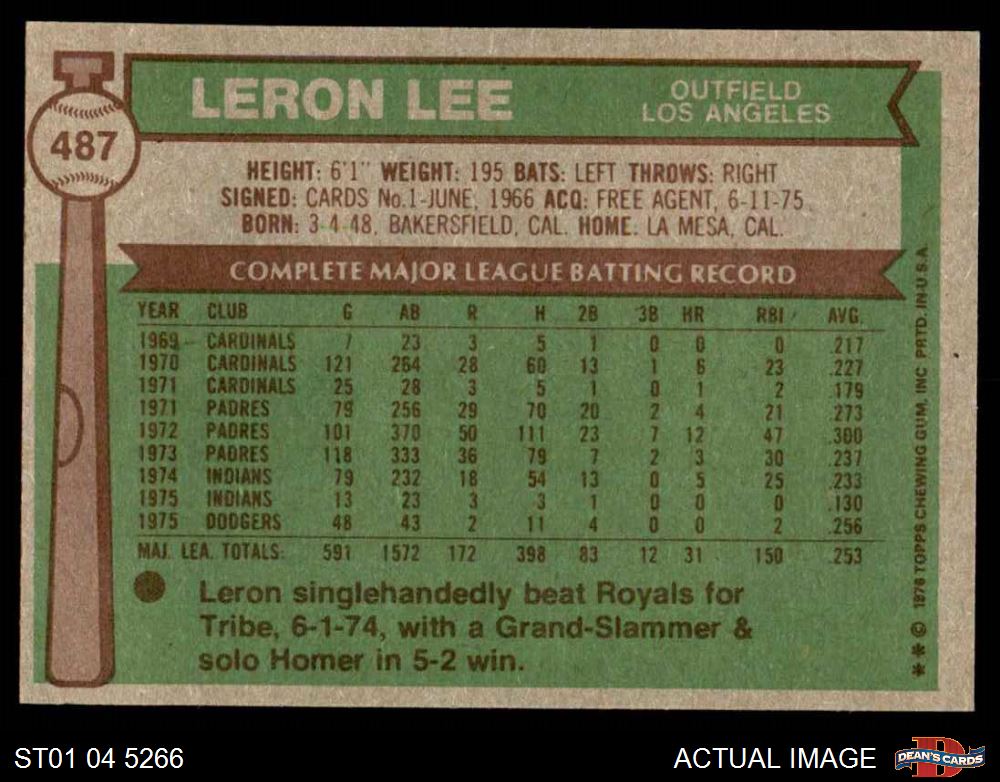 LERON LEE
OUTFIELD
LOS ANGELES
487
HEIGHT: 6'1" WEIGHT: 195 BATS: LEFT THROWS: RIGHT
SIGNED: CARDS No.1-JUNE, 1966 ACQ: FREE AGENT, 6-11-75
BORN: 3-4-48, BAKERSFIELD, CAL. HOME: LA MESA, CAL.
COMPLETE MAJOR LEAGUE BATTING RECORD
YEAR CLUB G AB R H 2B 3B HR RBI AVG.
1969 CARDINALS 7 23 3 5 1 0 0 0 .217
1970 CARDINALS 121 264 28 60 13 1 6 23 .227
1971 CARDINALS 25 28 3 5 1 0 1 2 .179
1971 PADRES 79 256 29 70 20 2 4 21 .273
1972 PADRES 101 370 50 111 23 7 12 47 .300
1973 PADRES 118 333 36 79 7 2 3 30 .237
1974 INDIANS 79 232 18 54 13 0 5 25 .233
1975 INDIANS 13 23 3 3 1 0 0 0 .130
1975 DODGERS 48 43 2 11 4 0 0 2 .256
MAJ. LEA. TOTALS: 591 1572 172 398 83 12 31 150 .253
Leron singlehandedly beat Royals for
Tribe, 6-1-74, with a Grand-Slammer &
solo Homer in 5-2 win.
** © 1976 TOPPS CHEWING GUM, INC PRTD. IN U.S.A.
ST01 04 5266
ACTUAL IMAGE
D
DEAN'S CARDS